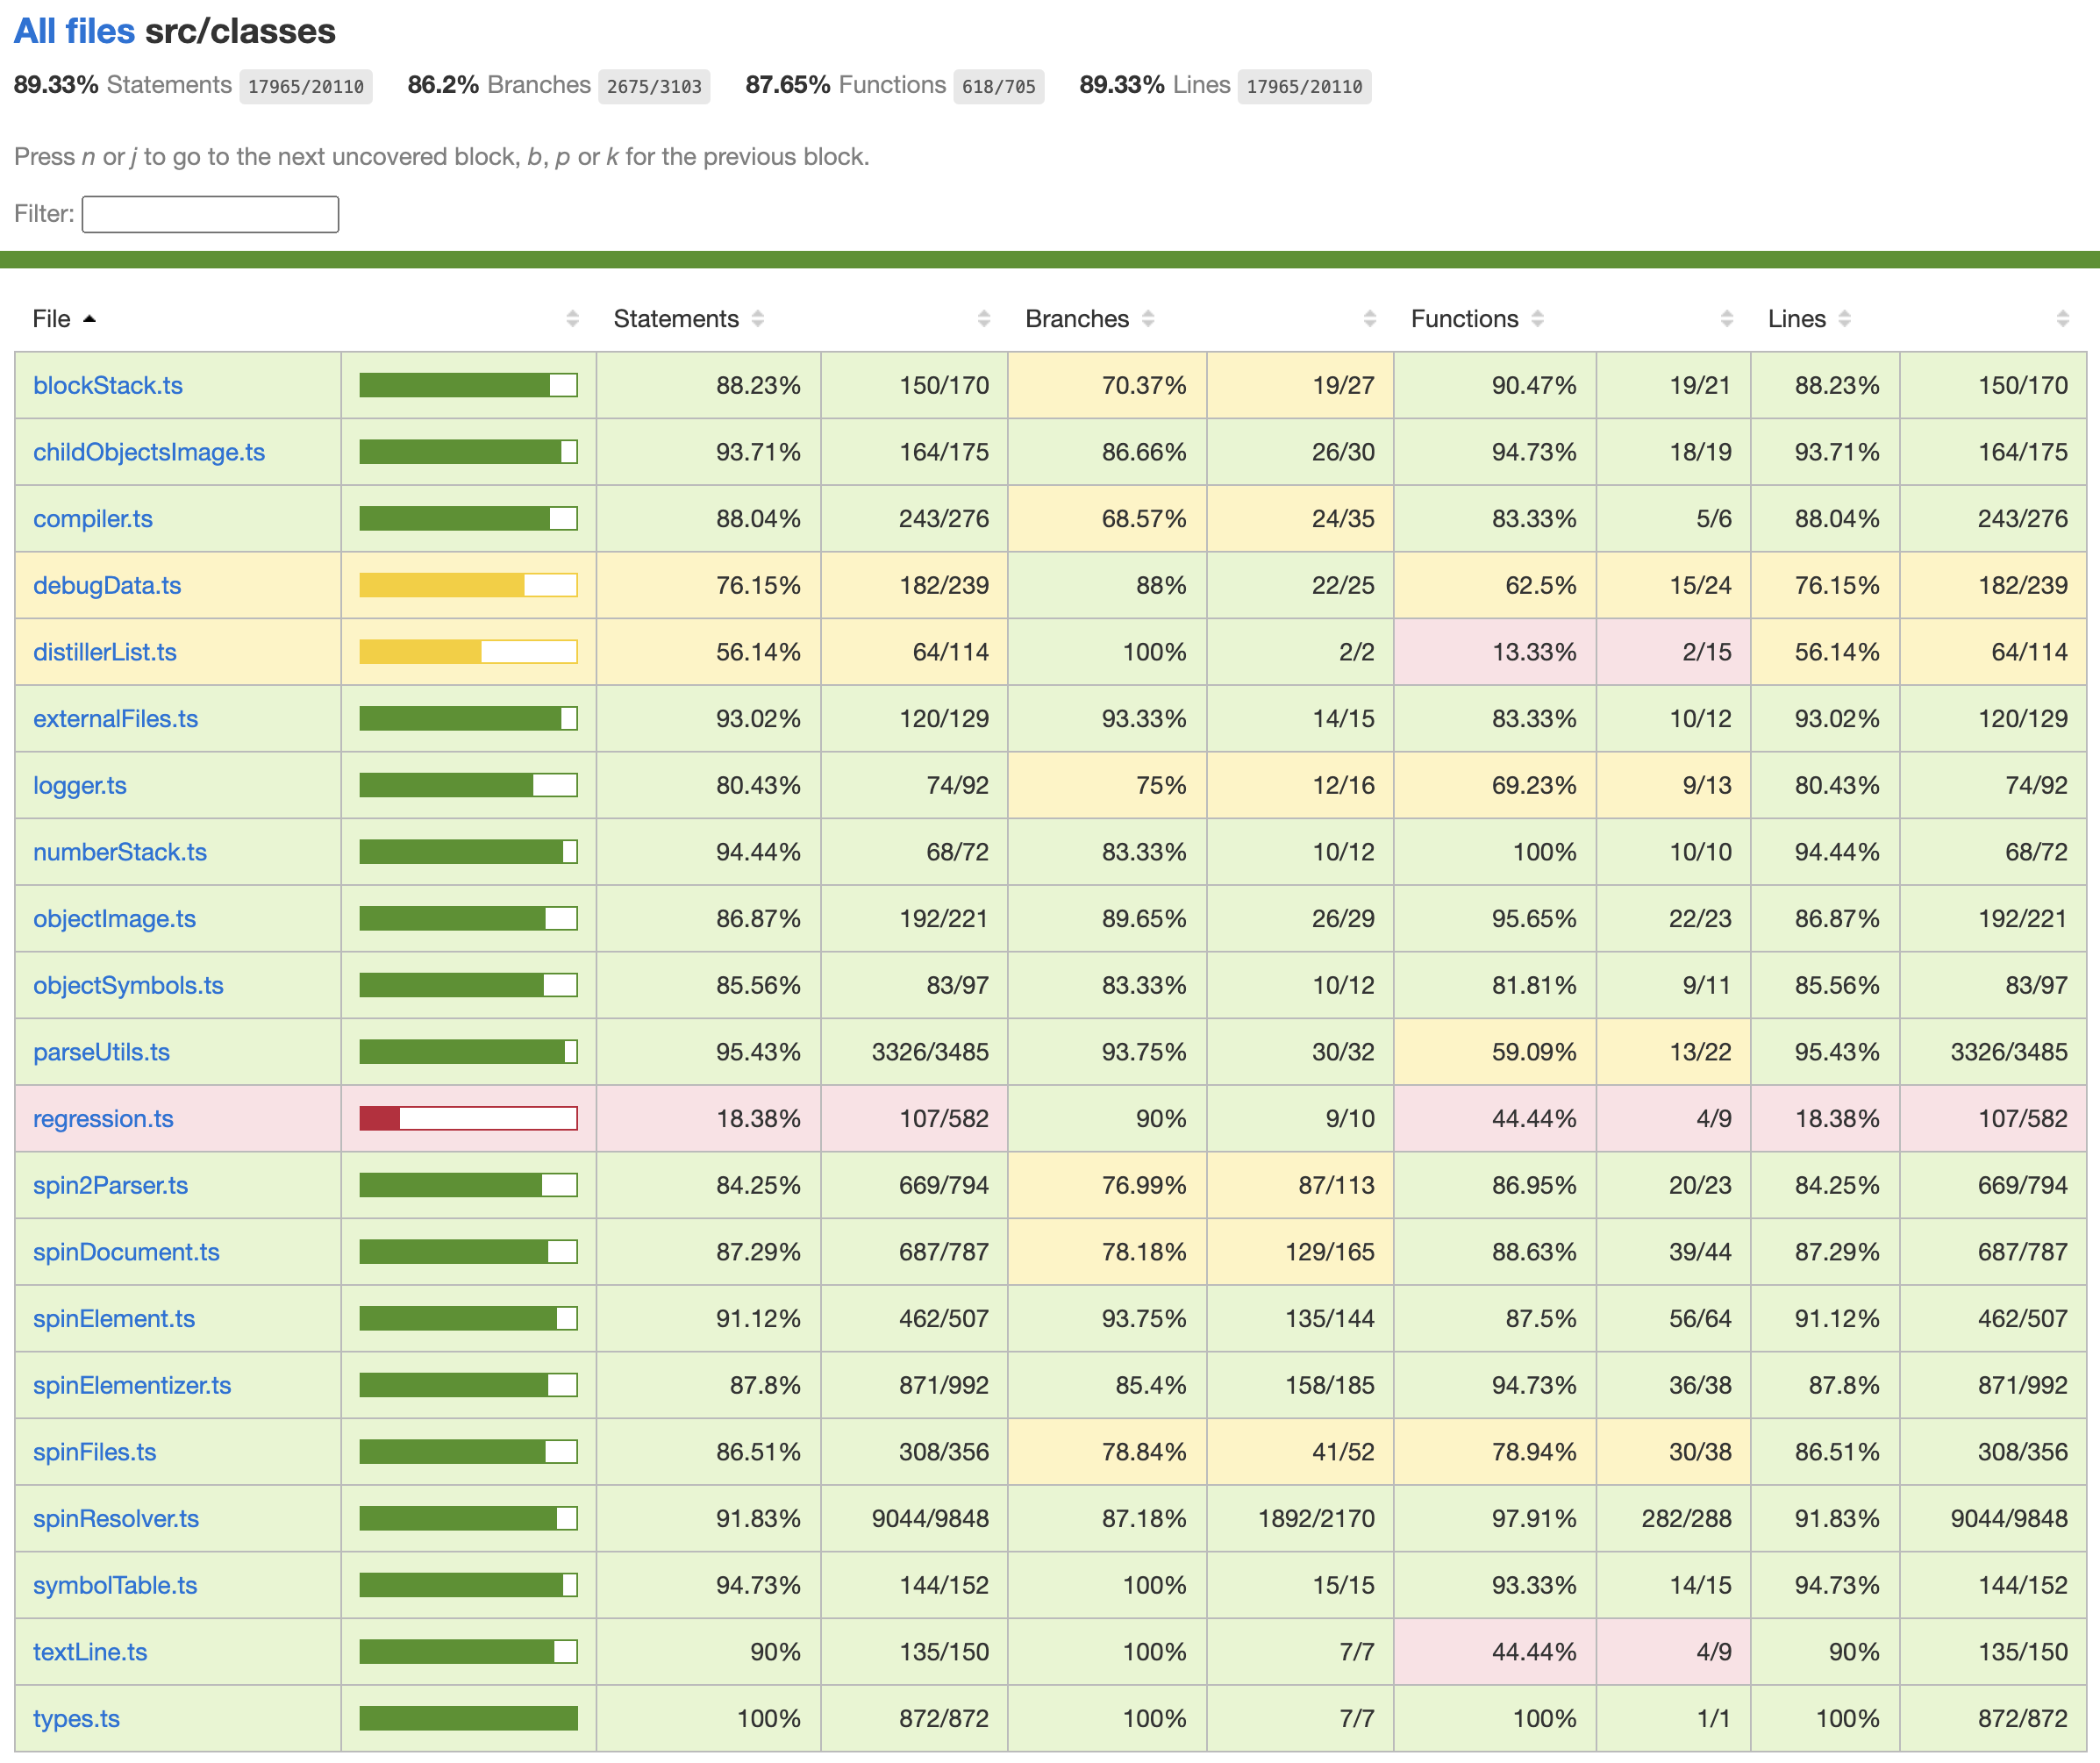 All files src/classes
89.33% Statements 17965/20110 86.2% Branches 2675/3103 87.65% Functions 618/705 89.33% Lines 17965/20110
Press n or j to go to the next uncovered block, b, p or k for the previous block.
Filter:
File Statements Branches Functions Lines
blockStack.ts 88.23% 150/170 70.37% 19/27 90.47% 19/21 88.23% 150/170
childObjectsImage.ts 93.71% 164/175 86.66% 26/30 94.73% 18/19 93.71% 164/175
compiler.ts 88.04% 243/276 68.57% 24/35 83.33% 5/6 88.04% 243/276
debugData.ts 76.15% 182/239 88% 22/25 62.5% 15/24 76.15% 182/239
distillerList.ts 56.14% 64/114 100% 2/2 13.33% 2/15 56.14% 64/114
externalFiles.ts 93.02% 120/129 93.33% 14/15 83.33% 10/12 93.02% 120/129
logger.ts 80.43% 74/92 75% 12/16 69.23% 9/13 80.43% 74/92
numberStack.ts 94.44% 68/72 83.33% 10/12 100% 10/10 94.44% 68/72
objectImage.ts 86.87% 192/221 89.65% 26/29 95.65% 22/23 86.87% 192/221
objectSymbols.ts 85.56% 83/97 83.33% 10/12 81.81% 9/11 85.56% 83/97
parseUtils.ts 95.43% 3326/3485 93.75% 30/32 59.09% 13/22 95.43% 3326/3485
regression.ts 18.38% 107/582 90% 9/10 44.44% 4/9 18.38% 107/582
spin2Parser.ts 84.25% 669/794 76.99% 87/113 86.95% 20/23 84.25% 669/794
spinDocument.ts 87.29% 687/787 78.18% 129/165 88.63% 39/44 87.29% 687/787
spinElement.ts 91.12% 462/507 93.75% 135/144 87.5% 56/64 91.12% 462/507
spinElementizer.ts 87.8% 871/992 85.4% 158/185 94.73% 36/38 87.8% 871/992
spinFiles.ts 86.51% 308/356 78.84% 41/52 78.94% 30/38 86.51% 308/356
spinResolver.ts 91.83% 9044/9848 87.18% 1892/2170 97.91% 282/288 91.83% 9044/9848
symbolTable.ts 94.73% 144/152 100% 15/15 93.33% 14/15 94.73% 144/152
textLine.ts 90% 135/150 100% 7/7 44.44% 4/9 90% 135/150
types.ts 100% 872/872 100% 7/7 100% 1/1 100% 872/872